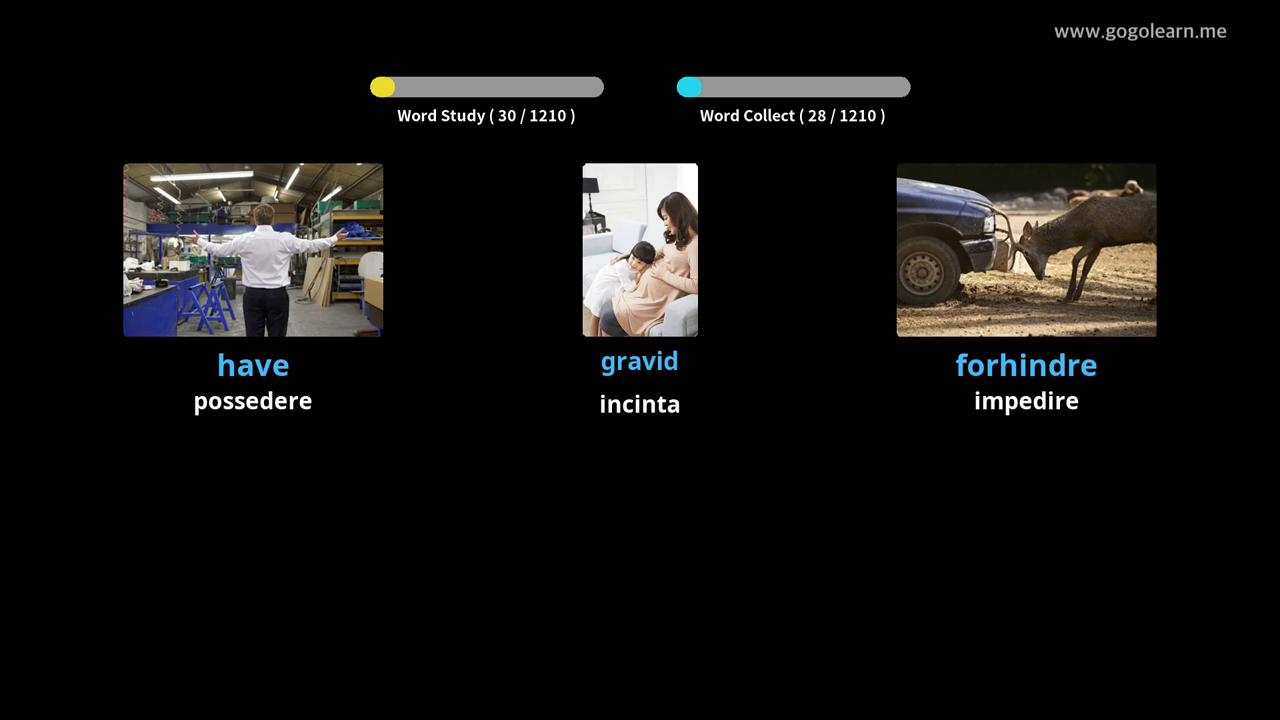 www.gogolearn.me
Word Study ( 30 / 1210 )
Word Collect ( 28 / 1210 )
have
possedere
gravid
incinta
forhindre
impedire